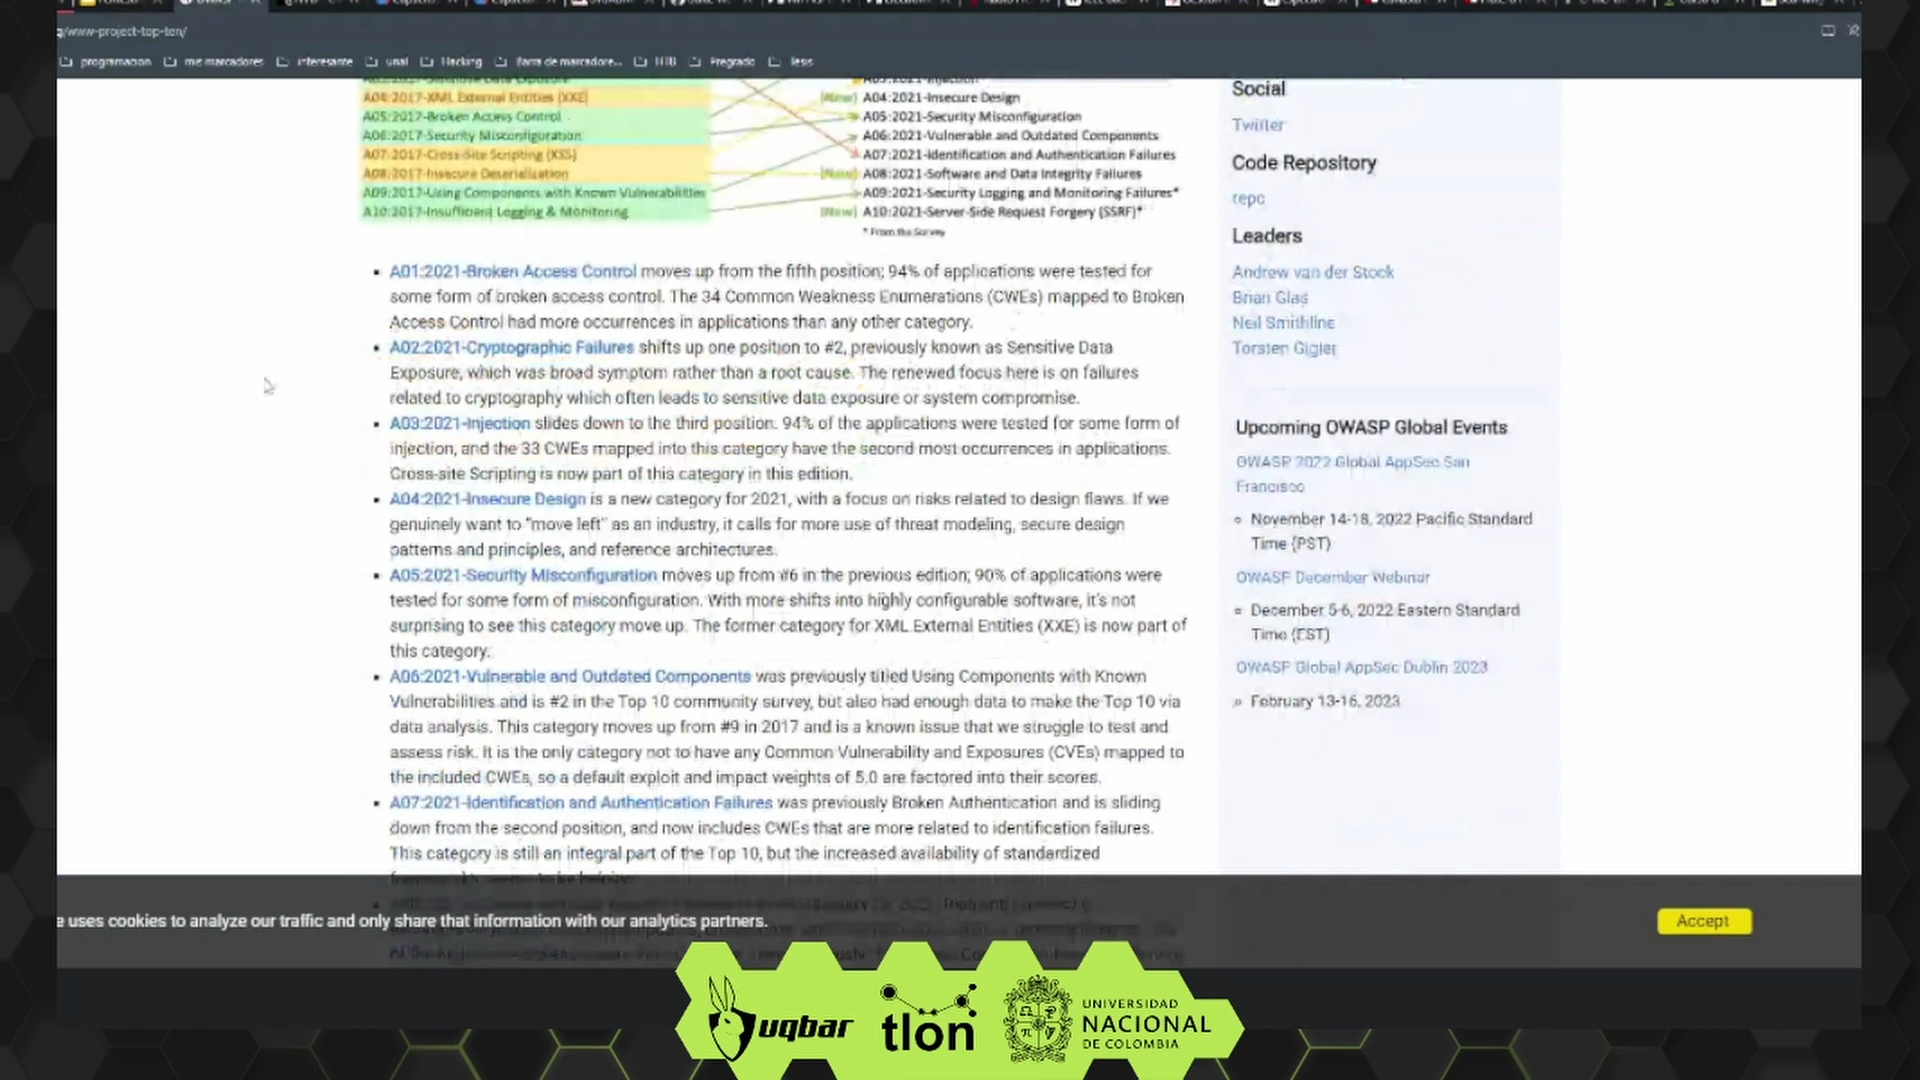 /www-project-top-ten/
programacion
me marcadores
interesante
unal
Hacking
Barra de marcadore...
HTB
Pregrado
tesis
A04:2017-XML External Entities (XXE)
A05:2017-Broken Access Control
A06:2017-Security Misconfiguration
A07:2017-Cross-Site Scripting (XSS)
A08:2017-Insecure Deserialization
A09:2017-Using Components with Known Vulnerabilities
A10:2017-Insufficient Logging & Monitoring
A03:2021-Injection
(New) A04:2021-Insecure Design
A05:2021-Security Misconfiguration
A06:2021-Vulnerable and Outdated Components
A07:2021-Identification and Authentication Failures
(New) A08:2021-Software and Data Integrity Failures
A09:2021-Security Logging and Monitoring Failures*
(New) A10:2021-Server-Side Request Forgery (SSRF)*
* From the Survey
A01:2021-Broken Access Control moves up from the fifth position; 94% of applications were tested for
some form of broken access control. The 34 Common Weakness Enumerations (CWEs) mapped to Broken
Access Control had more occurrences in applications than any other category.
A02:2021-Cryptographic Failures shifts up one position to #2, previously known as Sensitive Data
Exposure, which was broad symptom rather than a root cause. The renewed focus here is on failures
related to cryptography which often leads to sensitive data exposure or system compromise.
A03:2021-Injection slides down to the third position. 94% of the applications were tested for some form of
injection, and the 33 CWEs mapped into this category have the second most occurrences in applications.
Cross-site Scripting is now part of this category in this edition.
A04:2021-Insecure Design is a new category for 2021, with a focus on risks related to design flaws. If we
genuinely want to "move left" as an industry, it calls for more use of threat modeling, secure design
patterns and principles, and reference architectures.
A05:2021-Security Misconfiguration moves up from #6 in the previous edition; 90% of applications were
tested for some form of misconfiguration. With more shifts into highly configurable software, it's not
surprising to see this category move up. The former category for XML External Entities (XXE) is now part of
this category.
A06:2021-Vulnerable and Outdated Components was previously titled Using Components with Known
Vulnerabilities and is #2 in the Top 10 community survey, but also had enough data to make the Top 10 via
data analysis. This category moves up from #9 in 2017 and is a known issue that we struggle to test and
assess risk. It is the only category not to have any Common Vulnerability and Exposures (CVEs) mapped to
the included CWEs, so a default exploit and impact weights of 5.0 are factored into their scores.
A07:2021-Identification and Authentication Failures was previously Broken Authentication and is sliding
down from the second position, and now includes CWEs that are more related to identification failures.
This category is still an integral part of the Top 10, but the increased availability of standardized
Social
Twitter
Code Repository
repo
Leaders
Andrew van der Stock
Brian Glas
Neil Smithline
Torsten Gigler
Upcoming OWASP Global Events
OWASP 2022 Global AppSec San
Francisco
November 14-18, 2022 Pacific Standard
Time (PST)
OWASP December Webinar
December 5-6, 2022 Eastern Standard
Time (EST)
OWASP Global AppSec Dublin 2023
February 13-16, 2023
e uses cookies to analyze our traffic and only share that information with our analytics partners.
Accept
uqbar
tlon
UNIVERSIDAD
NACIONAL
DE COLOMBIA